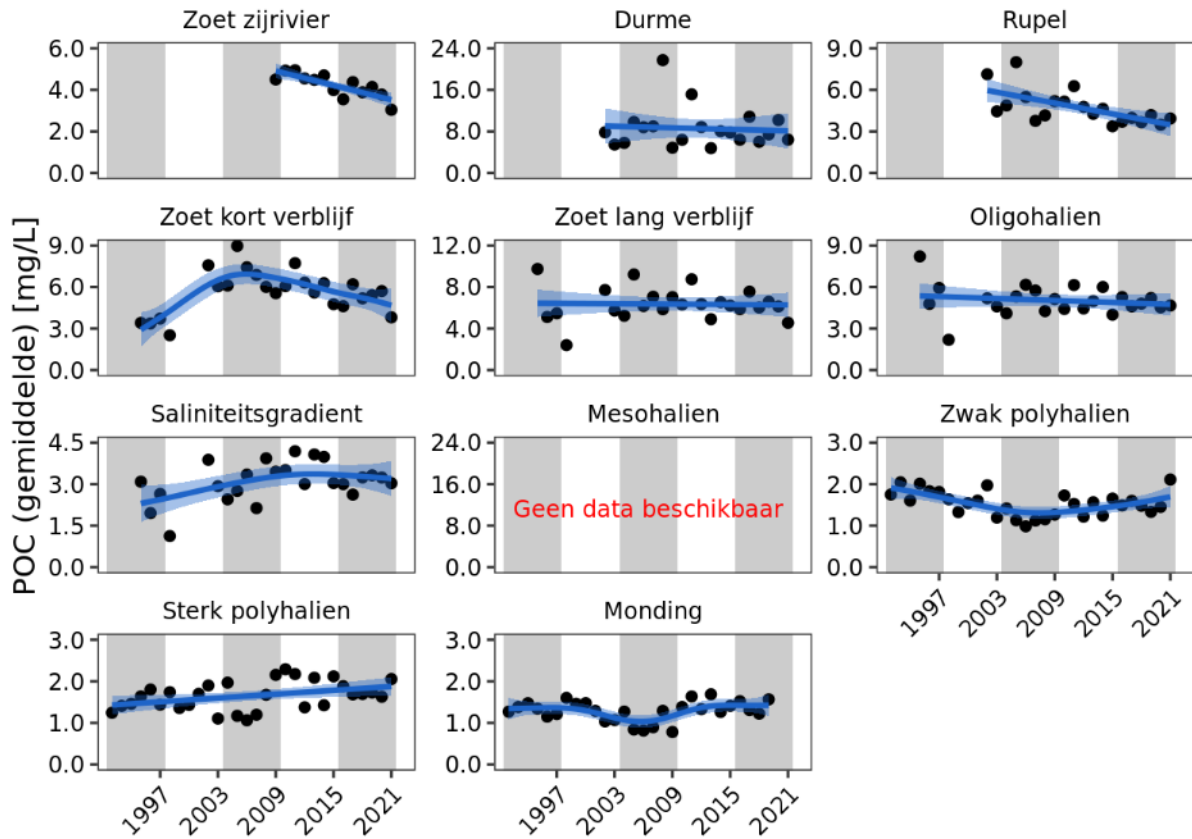 POC (gemiddelde) [mg/L]
Zoet zijrivier
6.0
4.0
2.0
0.0
Durme
24.0
16.0
8.0
0.0
Rupel
9.0
6.0
3.0
0.0
Zoet kort verblijf
9.0
6.0
3.0
0.0
Zoet lang verblijf
12.0
9.0
6.0
3.0
0.0
Oligohalien
9.0
6.0
3.0
0.0
Saliniteitsgradient
4.5
3.0
1.5
0.0
Mesohalien
24.0
16.0
8.0
0.0
Geen data beschikbaar
Zwak polyhalien
3.0
2.0
1.0
0.0
1997 2003 2009 2015 2021
Sterk polyhalien
3.0
2.0
1.0
0.0
1997 2003 2009 2015 2021
Monding
3.0
2.0
1.0
0.0
1997 2003 2009 2015 2021